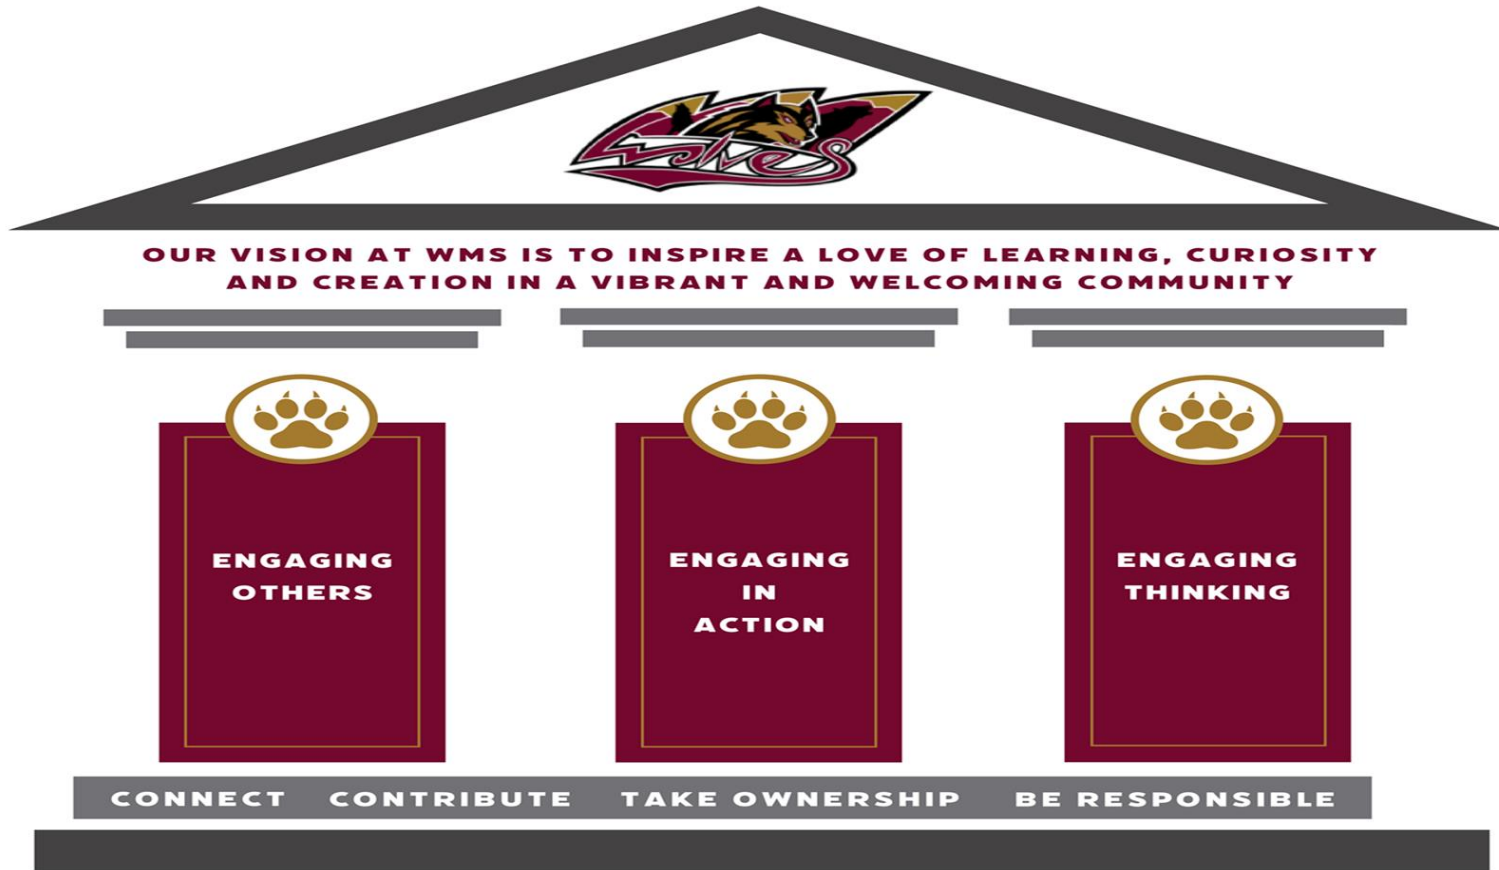 Wolves
OUR VISION AT WMS IS TO INSPIRE A LOVE OF LEARNING, CURIOSITY
AND CREATION IN A VIBRANT AND WELCOMING COMMUNITY
ENGAGING
OTHERS
ENGAGING
IN
ACTION
ENGAGING
THINKING
CONNECT CONTRIBUTE TAKE OWNERSHIP BE RESPONSIBLE